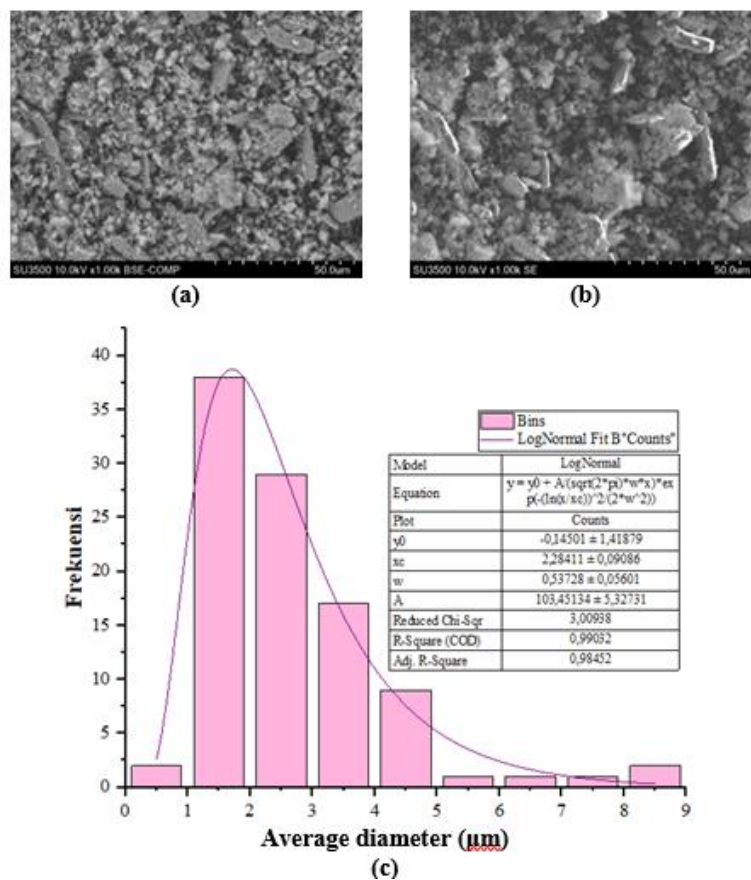 SU3500 10.0kV x1.00k BSE-COMP 50.0um
SU3500 10.0kV x1.00k SE 50.0um
(a)
(b)
40
35
30
25
20
15
10
5
0
Frekuensi
Bins
LogNormal Fit B"Counts"
Model LogNormal
Equation y = y0 + A/(sqrt(2*pi)*w*x)*ex
p(-(ln(x/xc))^2/(2*w^2))
Plot Counts
y0 -0,14501 ± 1,41879
xc 2,28411 ± 0,09086
w 0,53728 ± 0,05601
A 103,45134 ± 5,32731
Reduced Chi-Sqr 3,00938
R-Square (COD) 0,99032
Adj. R-Square 0,98452
0 1 2 3 4 5 6 7 8 9
Average diameter (µm)
(c)